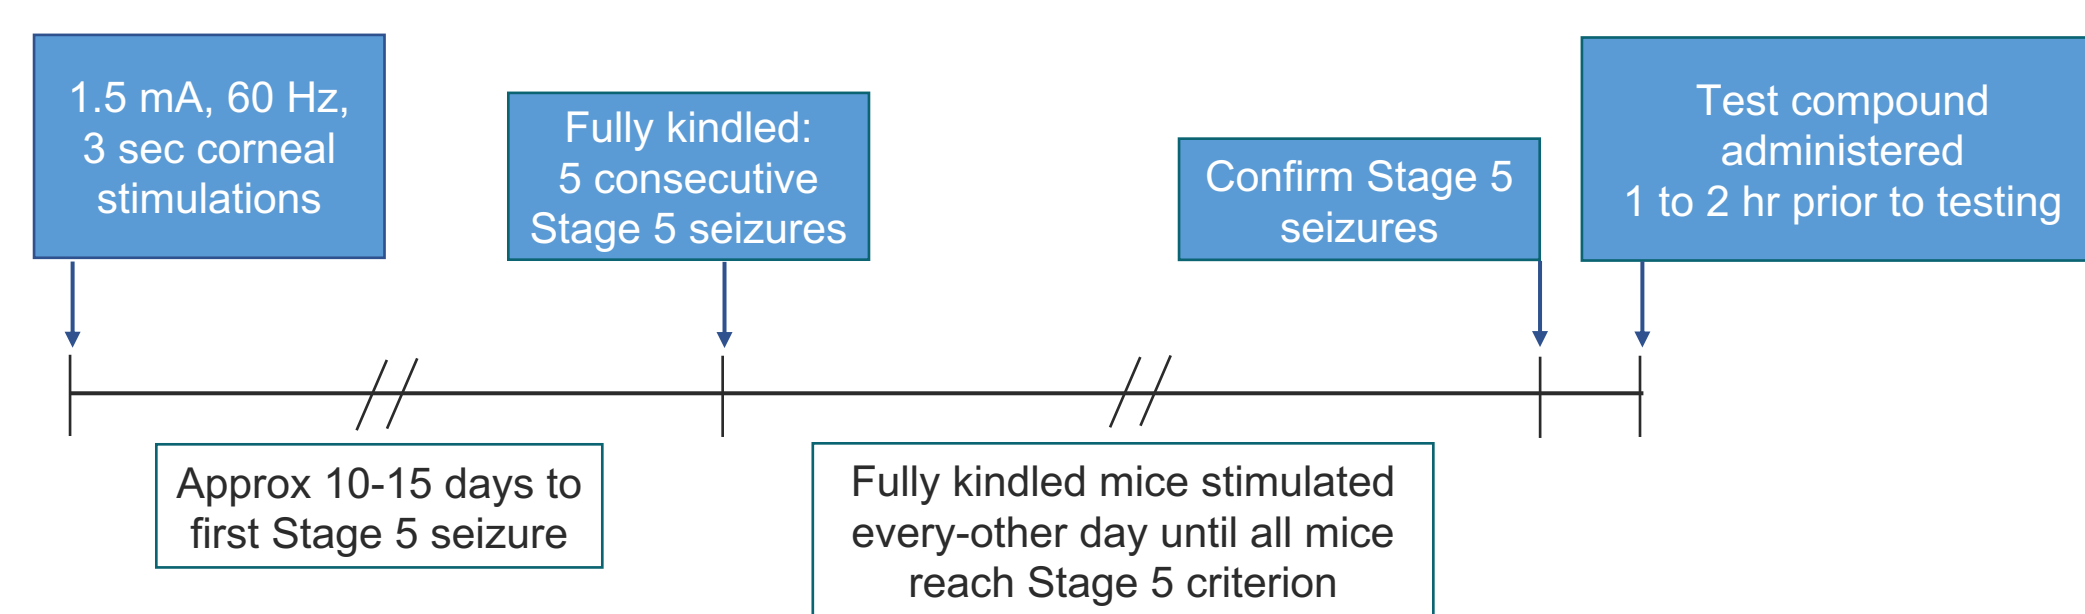 1.5 mA, 60 Hz,
3 sec corneal
stimulations
Fully kindled:
5 consecutive
Stage 5 seizures
Confirm Stage 5
seizures
Test compound
administered
1 to 2 hr prior to testing
Approx 10-15 days to
first Stage 5 seizure
Fully kindled mice stimulated
every-other day until all mice
reach Stage 5 criterion